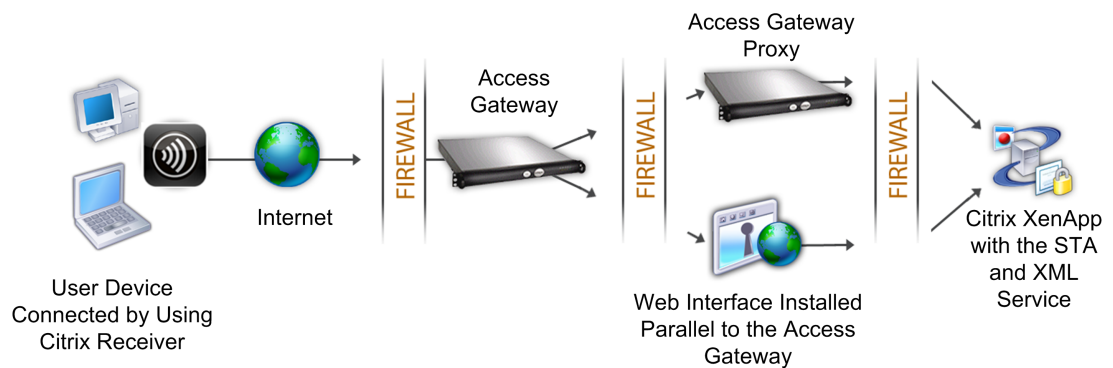 User Device
Connected by Using
Citrix Receiver
Internet
FIREWALL
Access
Gateway
FIREWALL
Access Gateway
Proxy
Web Interface Installed
Parallel to the Access
Gateway
FIREWALL
Citrix XenApp
with the STA
and XML
Service